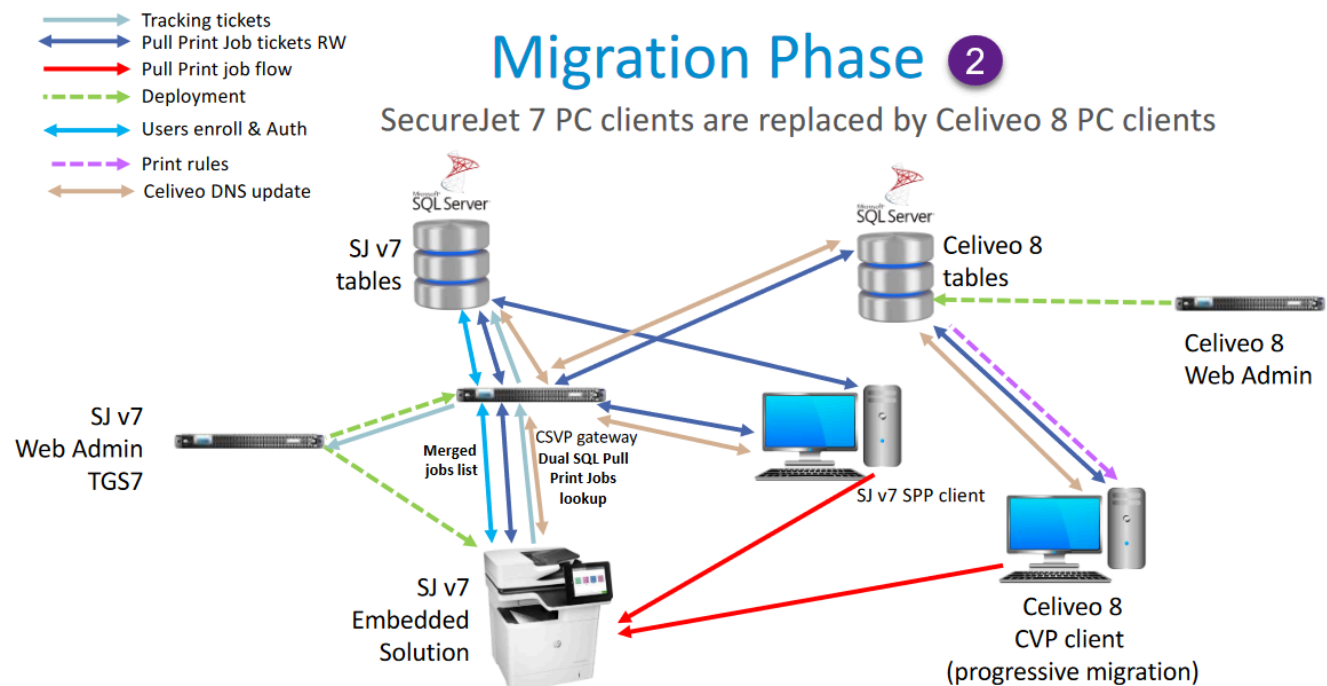 Tracking tickets
Pull Print Job tickets RW
Pull Print job flow
Deployment
Users enroll & Auth
Print rules
Celiveo DNS update
Migration Phase 2
SecureJet 7 PC clients are replaced by Celiveo 8 PC clients
Microsoft®
SQL Server®
SJ v7
tables
Microsoft®
SQL Server®
Celiveo 8
tables
Celiveo 8
Web Admin
SJ v7
Web Admin
TGS7
Merged
jobs list
CSVP gateway
Dual SQL Pull
Print Jobs
lookup
SJ v7 SPP client
SJ v7
Embedded
Solution
Celiveo 8
CVP client
(progressive migration)